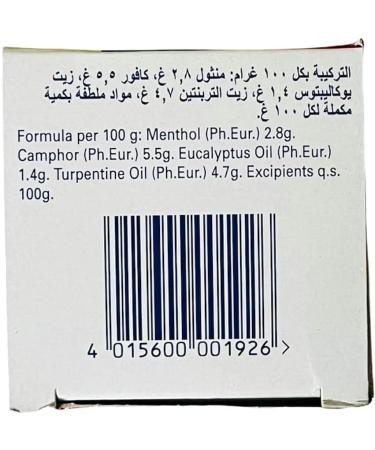 التركيبة بكل ١٠٠ غرام: منثول ٢,٨ غ، كافور ٥,٥ غ، زيت
يوكاليپتوس ١,٤ غ، زيت التربنتين ٤,٧ غ، مواد ملطفة بكمية
مكملة لكل ١٠٠ غ.
Formula per 100 g: Menthol (Ph.Eur.) 2.8g.
Camphor (Ph.Eur.) 5.5g. Eucalyptus Oil (Ph.Eur.)
1.4g. Turpentine Oil (Ph.Eur.) 4.7g. Excipients q.s.
100g.
4 015600 001926 >